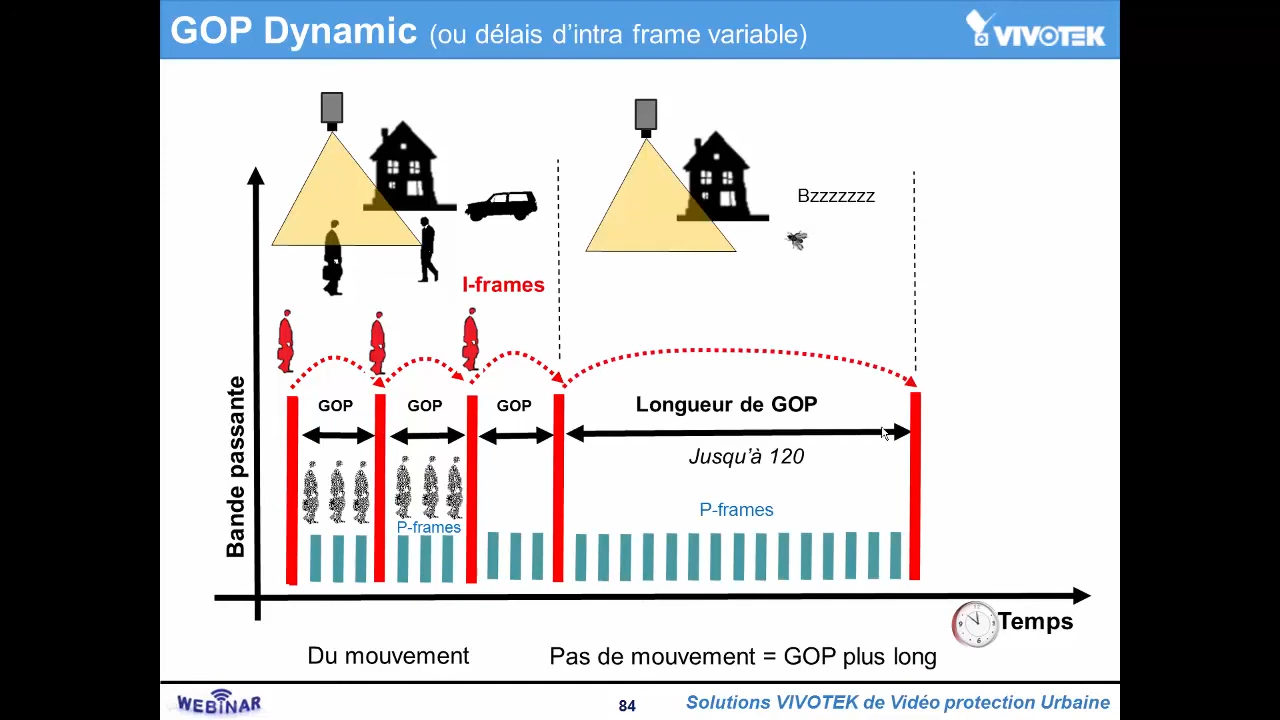 GOP Dynamic (ou délais d'intra frame variable)
VIVOTEK
Bzzzzzzz
I-frames
Bande passante
GOP
GOP
GOP
Longueur de GOP
Jusqu'à 120
P-frames
P-frames
Temps
Du mouvement
Pas de mouvement = GOP plus long
WEBINAR
84
Solutions VIVOTEK de Vidéo protection Urbaine